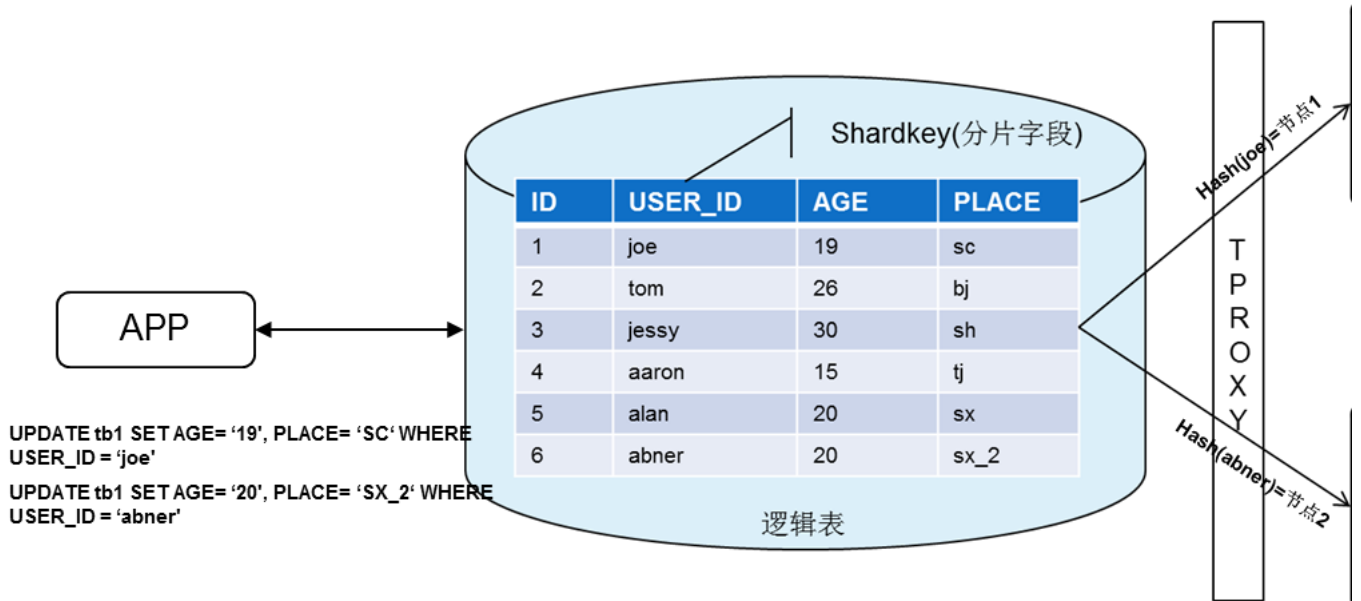 Shardkey(分片字段)
ID USER_ID AGE PLACE
1 joe 19 sc
2 tom 26 bj
3 jessy 30 sh
4 aaron 15 tj
5 alan 20 sx
6 abner 20 sx_2
逻辑表
APP
UPDATE tb1 SET AGE= ‘19', PLACE= ‘SC‘ WHERE
USER_ID = ‘joe'
UPDATE tb1 SET AGE= ‘20', PLACE= ‘SX_2‘ WHERE
USER_ID = ‘abner'
Hash(joe)=节点1
TPROXY
Hash(abner)=节点2